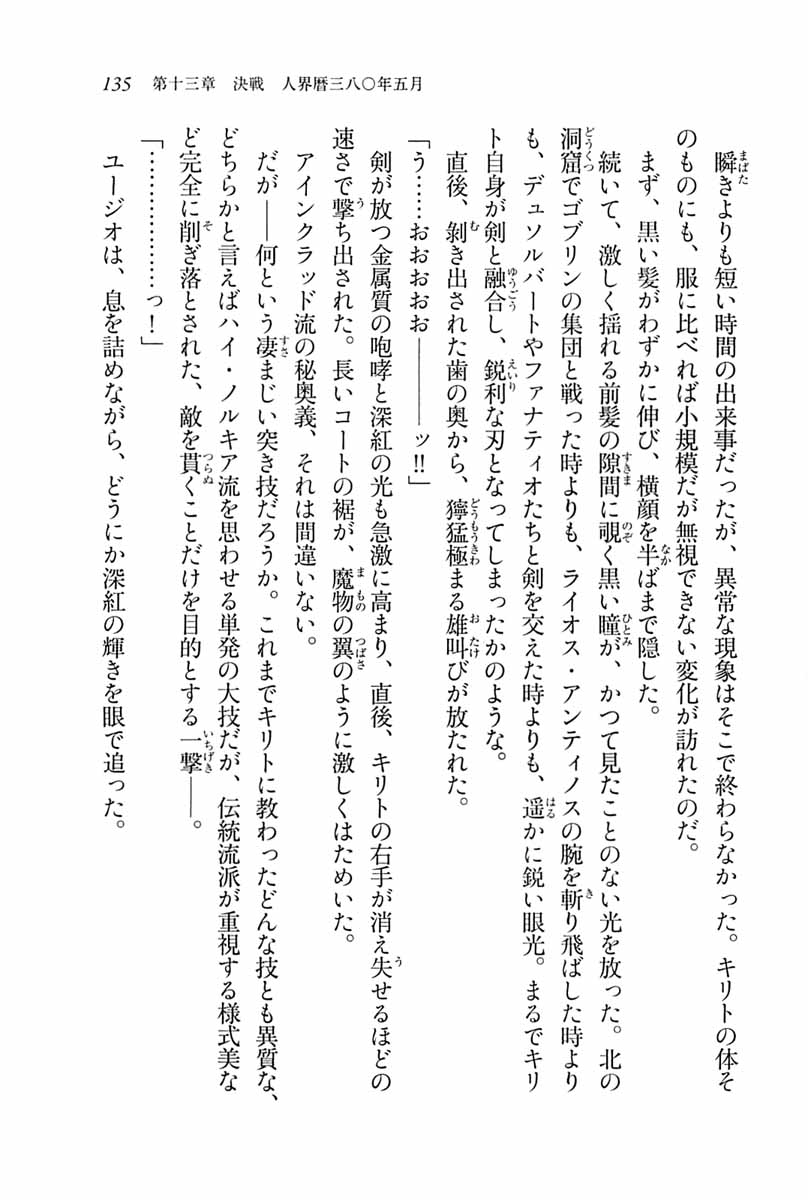 135　第十三章　決戦　人界暦三八〇年五月
　瞬きよりも短い時間の出来事だったが、異常な現象はそこで終わらなかった。キリトの体そ
のものにも、服に比べれば小規模だが無視できない変化が訪れたのだ。
　まず、黒い髪がわずかに伸び、横顔を半ばまで隠した。
　続いて、激しく揺れる前髪の隙間に覗く黒い瞳が、かつて見たことのない光を放った。北の
洞窟でゴブリンの集団と戦った時よりも、ライオス・アンティノスの腕を斬り飛ばした時より
も、デュソルバートやファナティオたちと剣を交えた時よりも、遥かに鋭い眼光。まるでキリ
ト自身が剣と融合し、鋭利な刃となってしまったかのような。
　直後、剝き出された歯の奥から、獰猛極まる雄叫びが放たれた。
「う……おおおおお————ッ!!」
　剣が放つ金属質の咆哮と深紅の光も急激に高まり、直後、キリトの右手が消え失せるほどの
速さで撃ち出された。長いコートの裾が、魔物の翼のように激しくはためいた。
　アインクラッド流の秘奥義、それは間違いない。
　だが——何という凄まじい突き技だろうか。これまでキリトに教わったどんな技とも異質な、
どちらかと言えばハイ・ノルキア流を思わせる単発の大技だが、伝統流派が重視する様式美な
ど完全に削ぎ落とされた、敵を貫くことだけを目的とする一撃——。
「………………っ！」
　ユージオは、息を詰めながら、どうにか深紅の輝きを眼で追った。